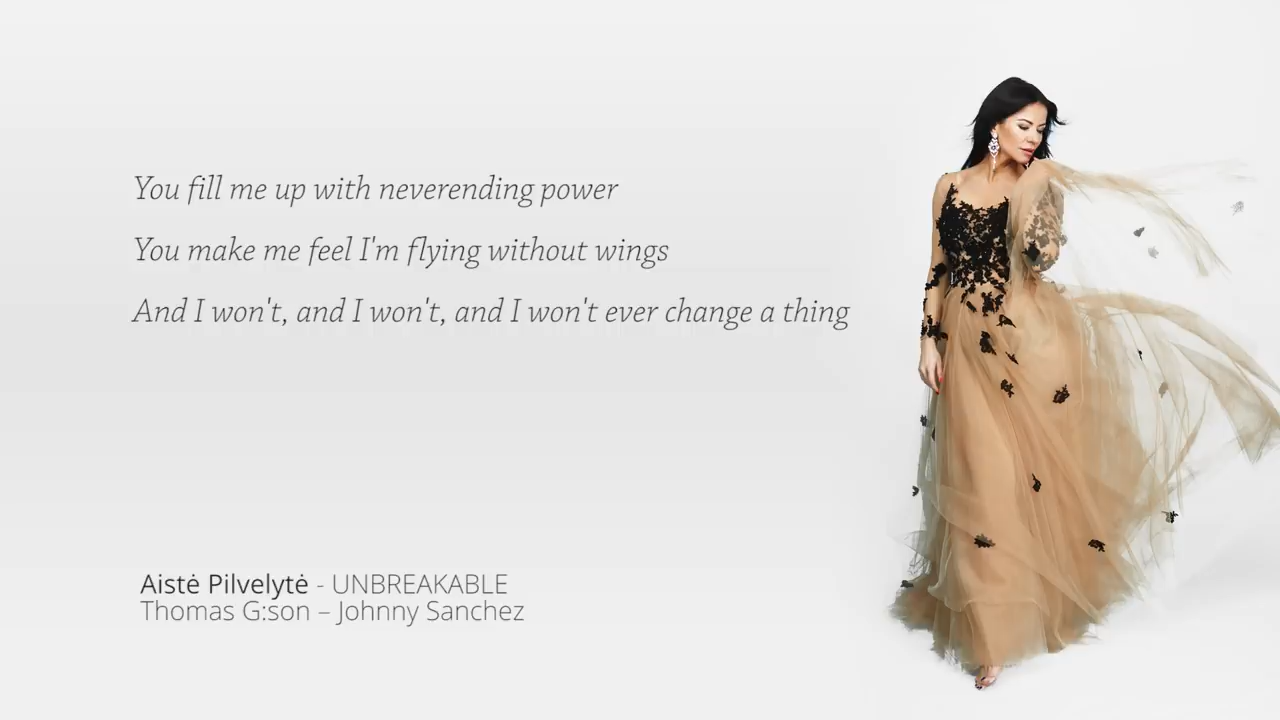 You fill me up with neverending power
You make me feel I'm flying without wings
And I won't, and I won't, and I won't ever change a thing
Aistė Pilvelytė - UNBREAKABLE
Thomas G:son – Johnny Sanchez